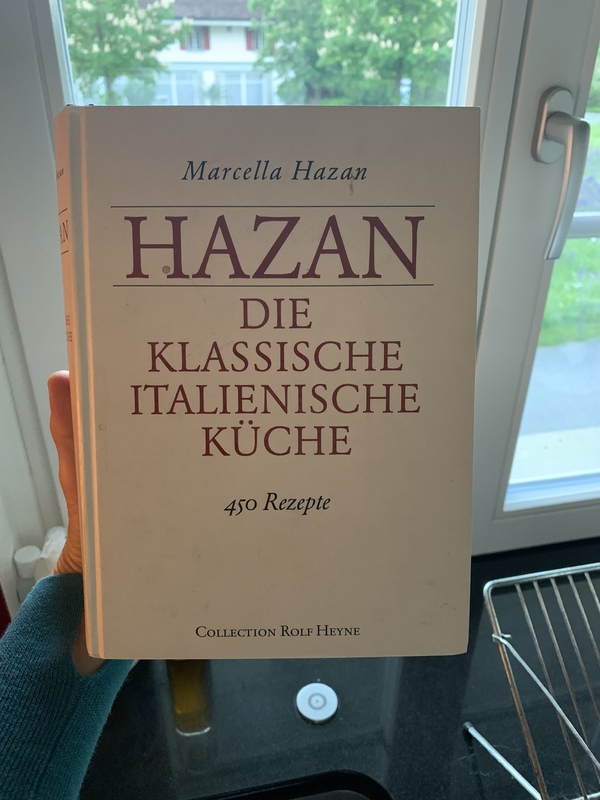 Marcella Hazan
HAZAN
DIE
KLASSISCHE
ITALIENISCHE
KÜCHE
450 Rezepte
COLLECTION ROLF HEYNE